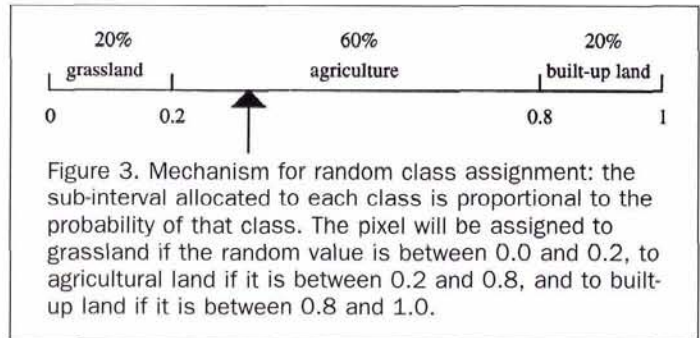 20% 60% 20%
grassland agriculture built-up land
0 0.2 0.8 1
Figure 3. Mechanism for random class assignment: the
sub-interval allocated to each class is proportional to the
probability of that class. The pixel will be assigned to
grassland if the random value is between 0.0 and 0.2, to
agricultural land if it is between 0.2 and 0.8, and to built-
up land if it is between 0.8 and 1.0.